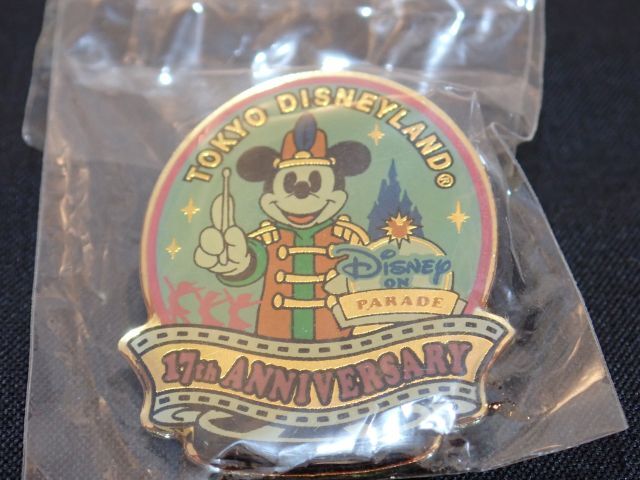 TOKYO DISNEYLAND®
DISNEY
ON
PARADE
17th ANNIVERSARY